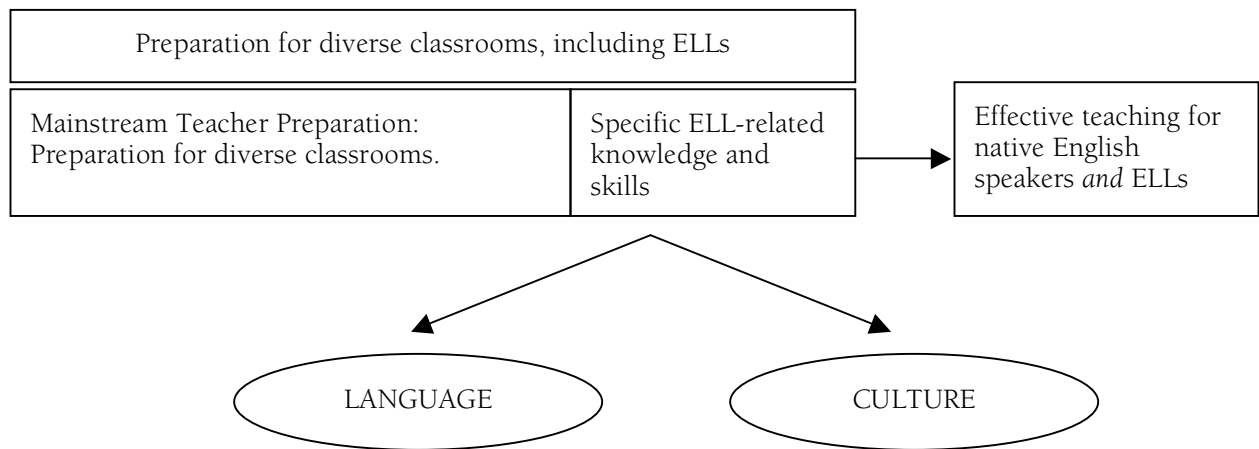 Preparation for diverse classrooms, including ELLs
Mainstream Teacher Preparation:
Preparation for diverse classrooms.
Specific ELL-related
knowledge and
skills
Effective teaching for
native English
speakers and ELLs
LANGUAGE
CULTURE